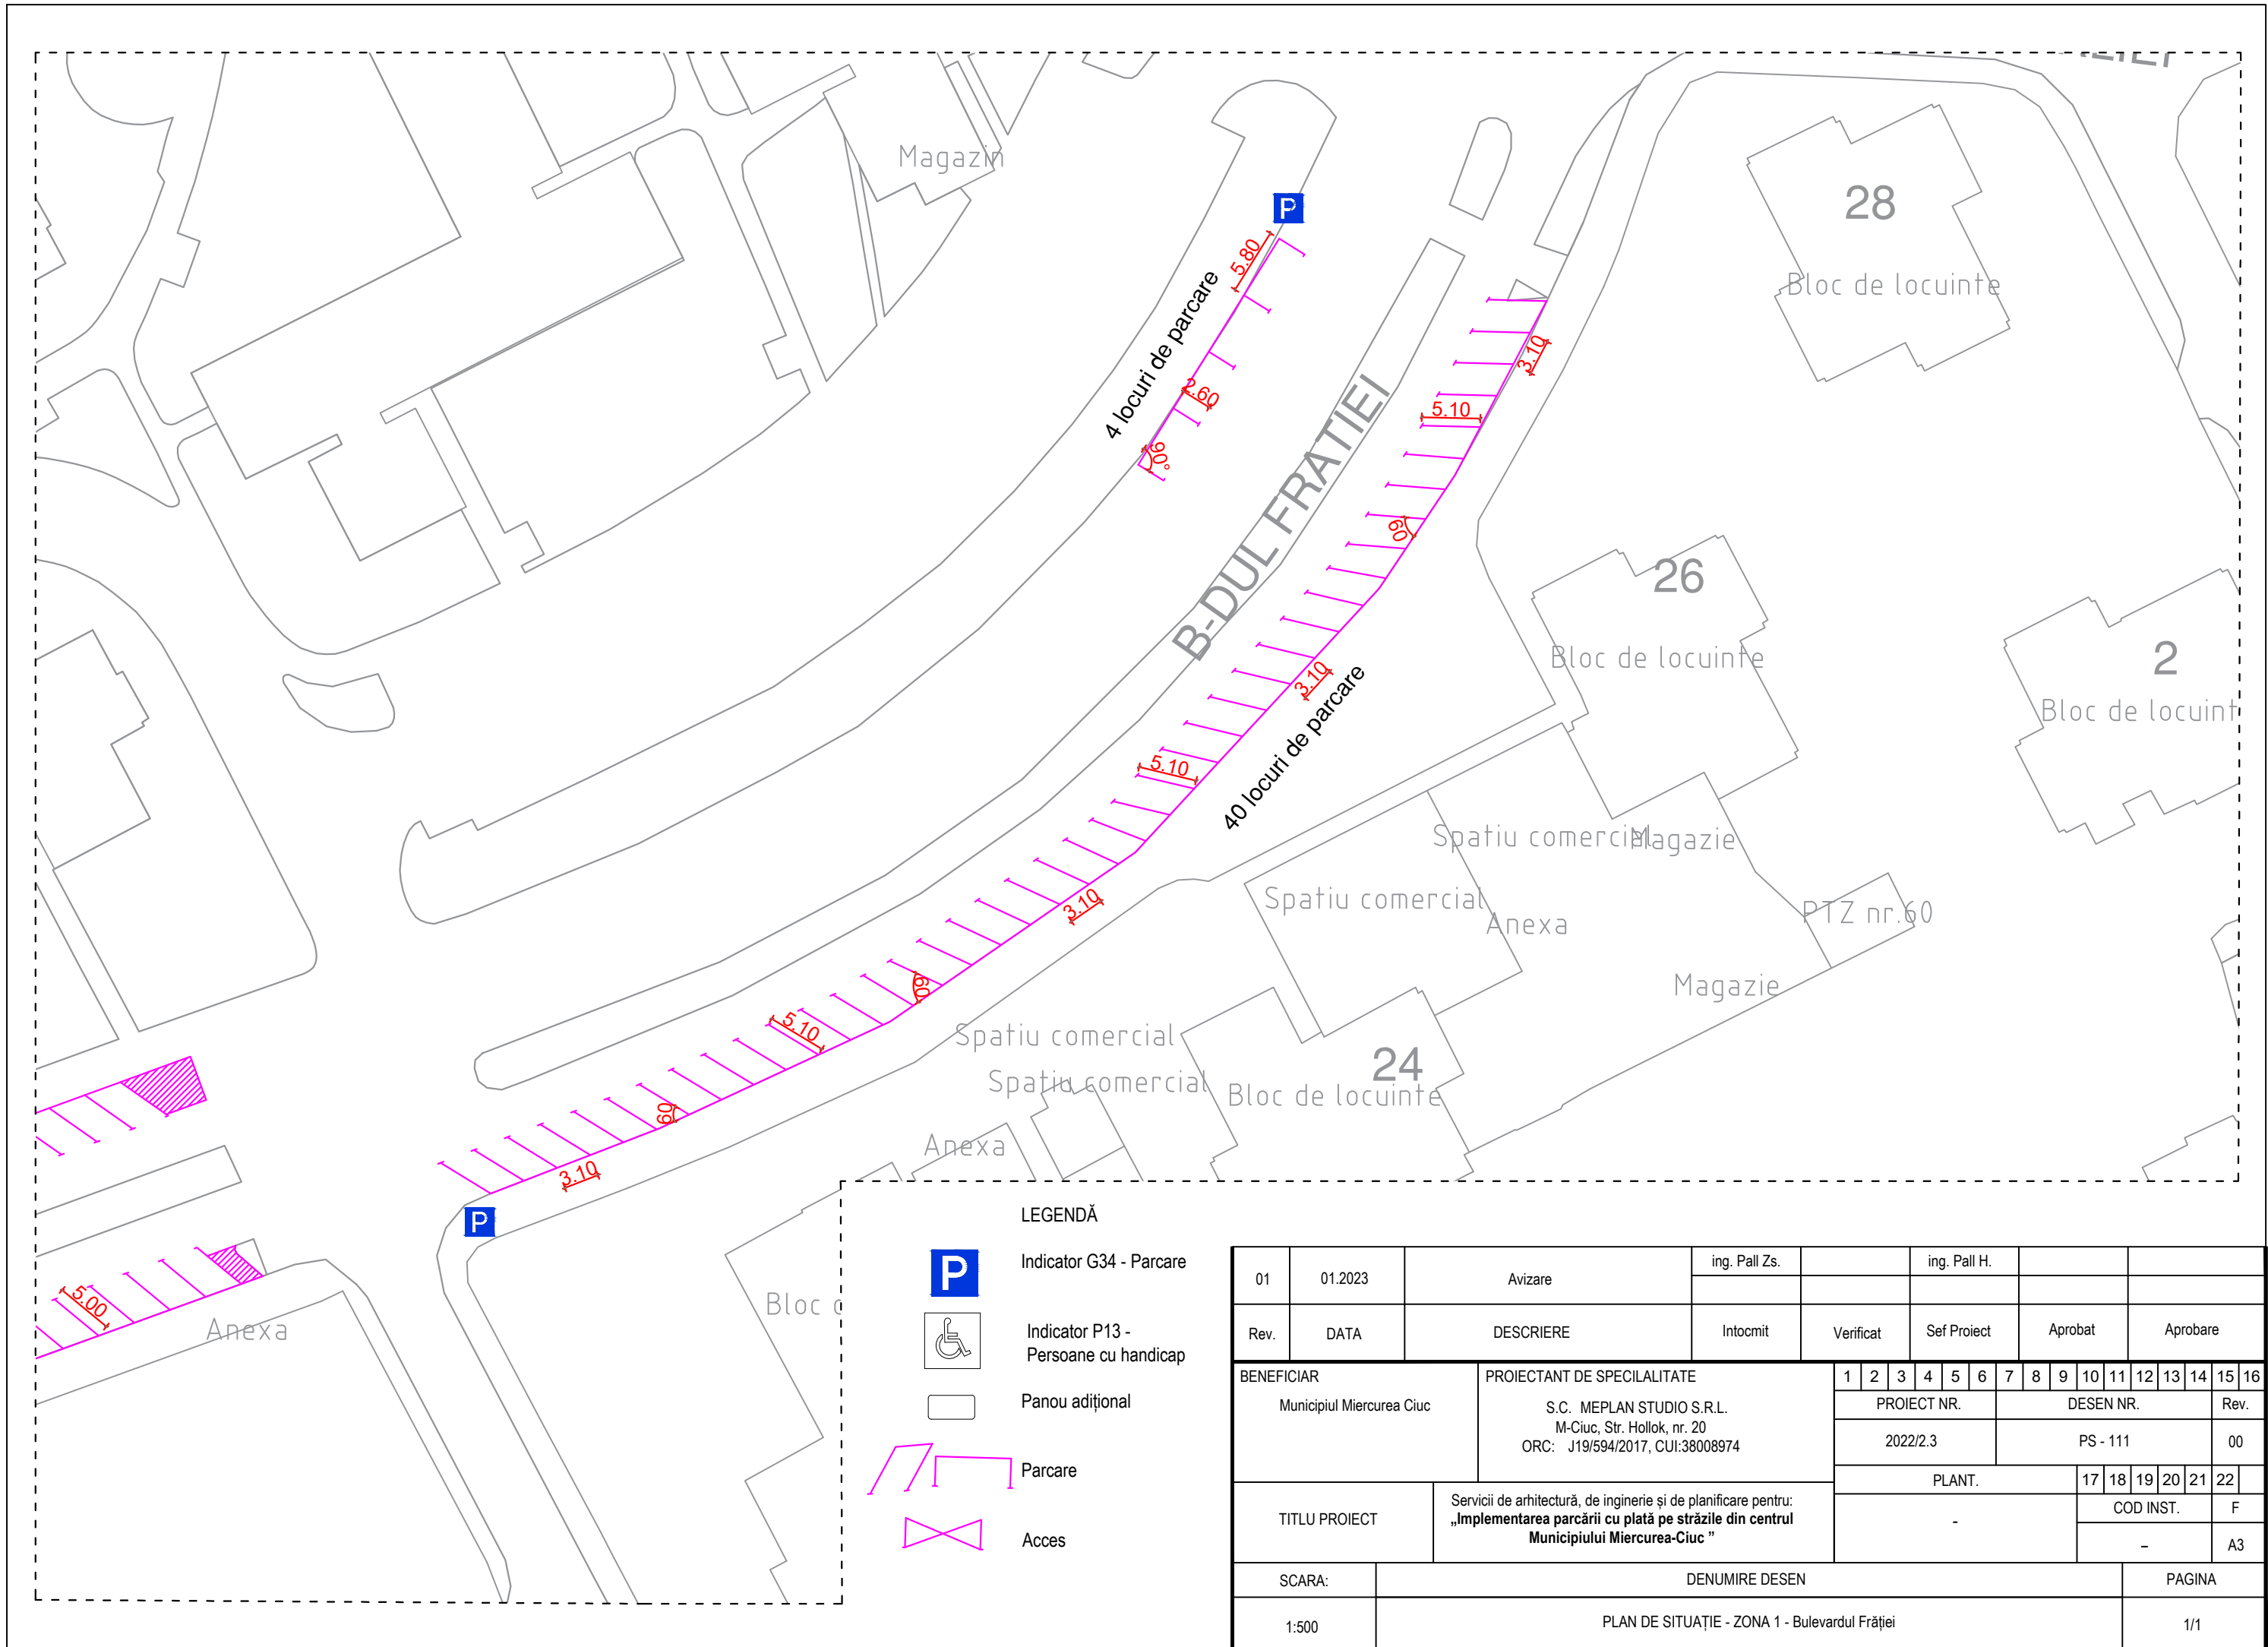 Magazin
P
5.80
4 locuri de parcare
2.60
90°
28
Bloc de locuinte
3.10
5.10
60
B-DUL FRATIEI
26
Bloc de locuinte
2
Bloc de locuint
3.10
40 locuri de parcare
5.10
Spatiu comercial
Magazie
Spatiu comercial
Anexa
PTZ nr.60
3.10
60
Magazie
5.10
Spatiu comercial
24
Spatiu comercial
Bloc de locuinte
60
Anexa
3.10
P
5.00
Anexa
Bloc
LEGENDĂ
P
Indicator G34 - Parcare
Indicator P13 -
Persoane cu handicap
Panou adițional
Parcare
Acces
01 01.2023 Avizare ing. Pall Zs. ing. Pall H.
Rev. DATA DESCRIERE Intocmit Verificat Sef Proiect Aprobat Aprobare
BENEFICIAR
Municipiul Miercurea Ciuc
PROIECTANT DE SPECILALITATE
S.C. MEPLAN STUDIO S.R.L.
M-Ciuc, Str. Hollok, nr. 20
ORC: J19/594/2017, CUI:38008974
1 2 3 4 5 6 7 8 9 10 11 12 13 14 15 16
PROIECT NR. DESEN NR. Rev.
2022/2.3 PS - 111 00
PLANT. 17 18 19 20 21 22
COD INST. F
- – A3
TITLU PROIECT
Servicii de arhitectură, de inginerie și de planificare pentru:
„Implementarea parcării cu plată pe străzile din centrul
Municipiului Miercurea-Ciuc ”
SCARA: DENUMIRE DESEN PAGINA
1:500 PLAN DE SITUAȚIE - ZONA 1 - Bulevardul Frăției 1/1